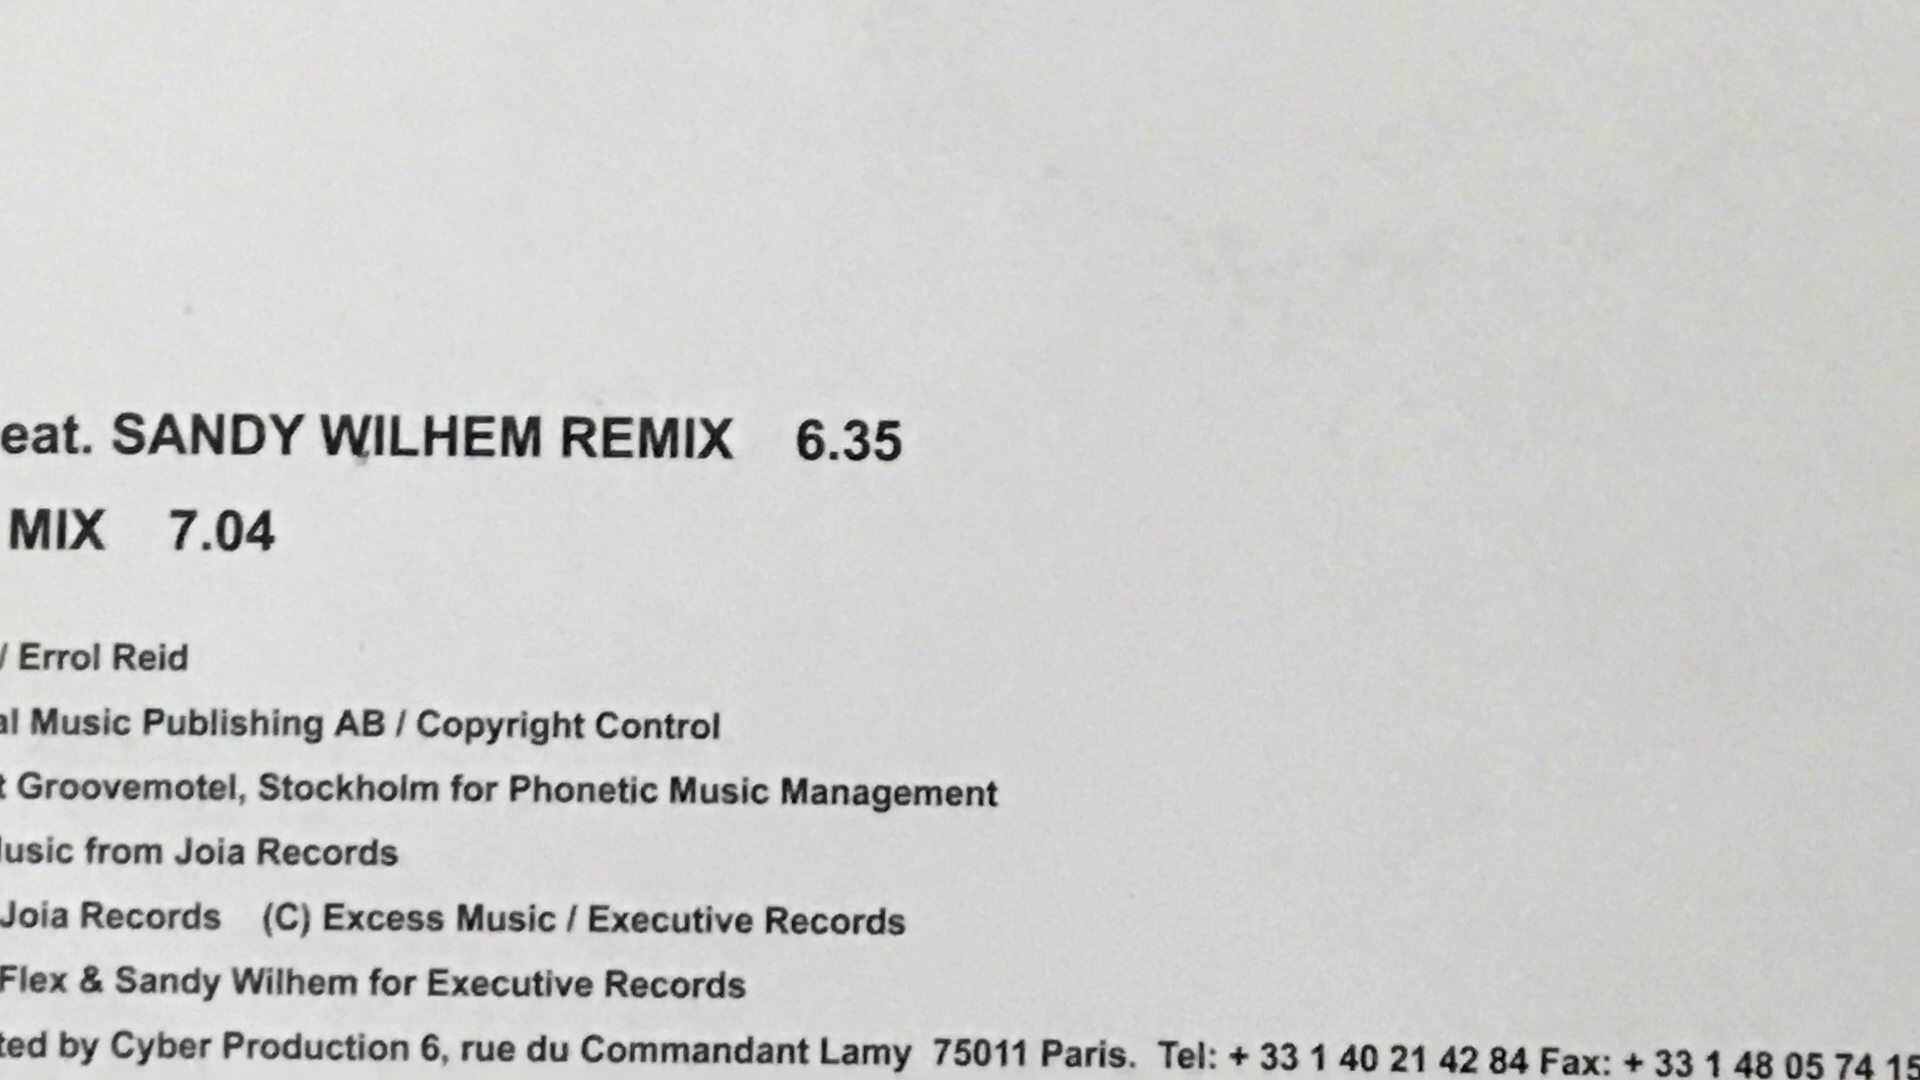 eat. SANDY WILHEM REMIX 6.35
MIX 7.04
/ Errol Reid
al Music Publishing AB / Copyright Control
t Groovemotel, Stockholm for Phonetic Music Management
usic from Joia Records
Joia Records (C) Excess Music / Executive Records
Flex & Sandy Wilhem for Executive Records
ted by Cyber Production 6, rue du Commandant Lamy 75011 Paris. Tel: + 33 1 40 21 42 84 Fax: + 33 1 48 05 74 15